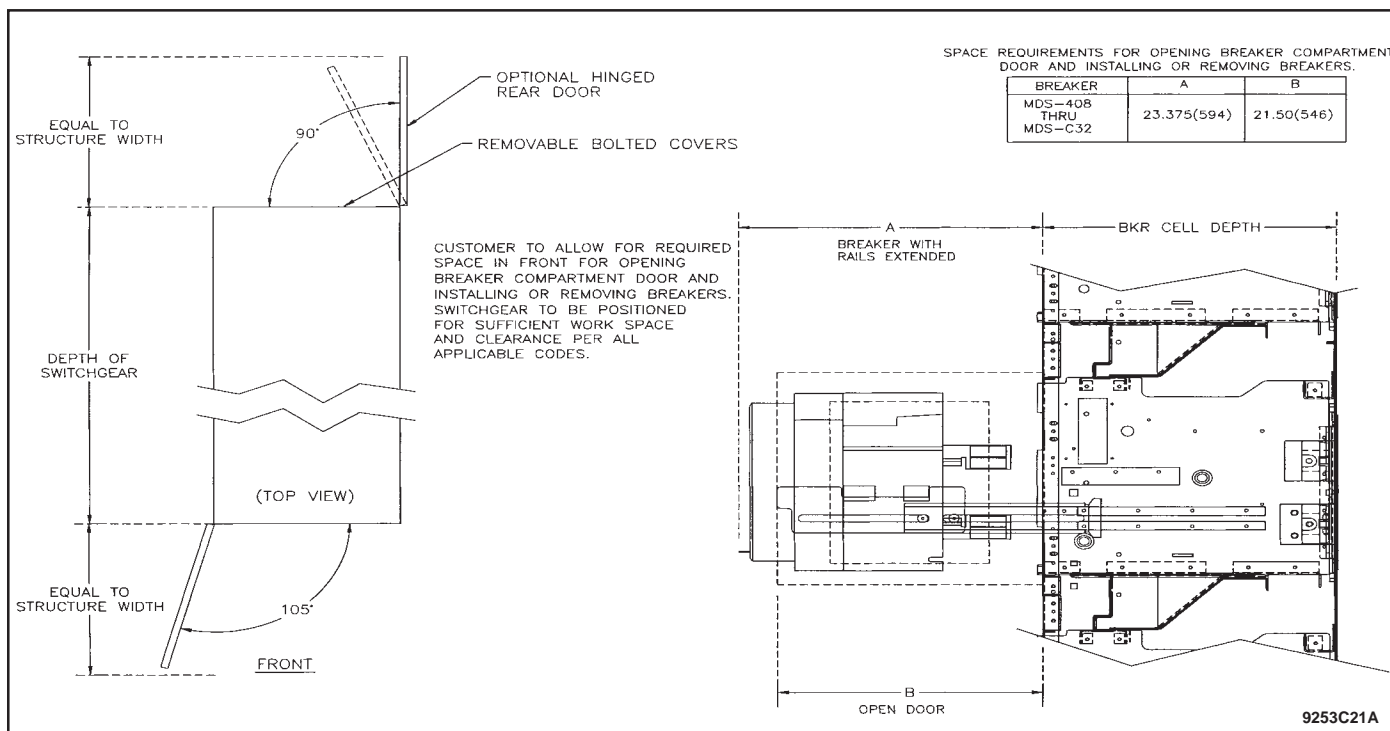 SPACE REQUIREMENTS FOR OPENING BREAKER COMPARTMENT
DOOR AND INSTALLING OR REMOVING BREAKERS.
BREAKER A B
MDS-408
THRU
MDS-C32
23.375(594) 21.50(546)
OPTIONAL HINGED
REAR DOOR
90°
EQUAL TO
STRUCTURE WIDTH
REMOVABLE BOLTED COVERS
CUSTOMER TO ALLOW FOR REQUIRED
SPACE IN FRONT FOR OPENING
BREAKER COMPARTMENT DOOR AND
INSTALLING OR REMOVING BREAKERS.
SWITCHGEAR TO BE POSITIONED
FOR SUFFICIENT WORK SPACE
AND CLEARANCE PER ALL
APPLICABLE CODES.
DEPTH OF
SWITCHGEAR
(TOP VIEW)
EQUAL TO
STRUCTURE WIDTH
105°
FRONT
A
BREAKER WITH
RAILS EXTENDED
BKR CELL DEPTH
B
OPEN DOOR
9253C21A